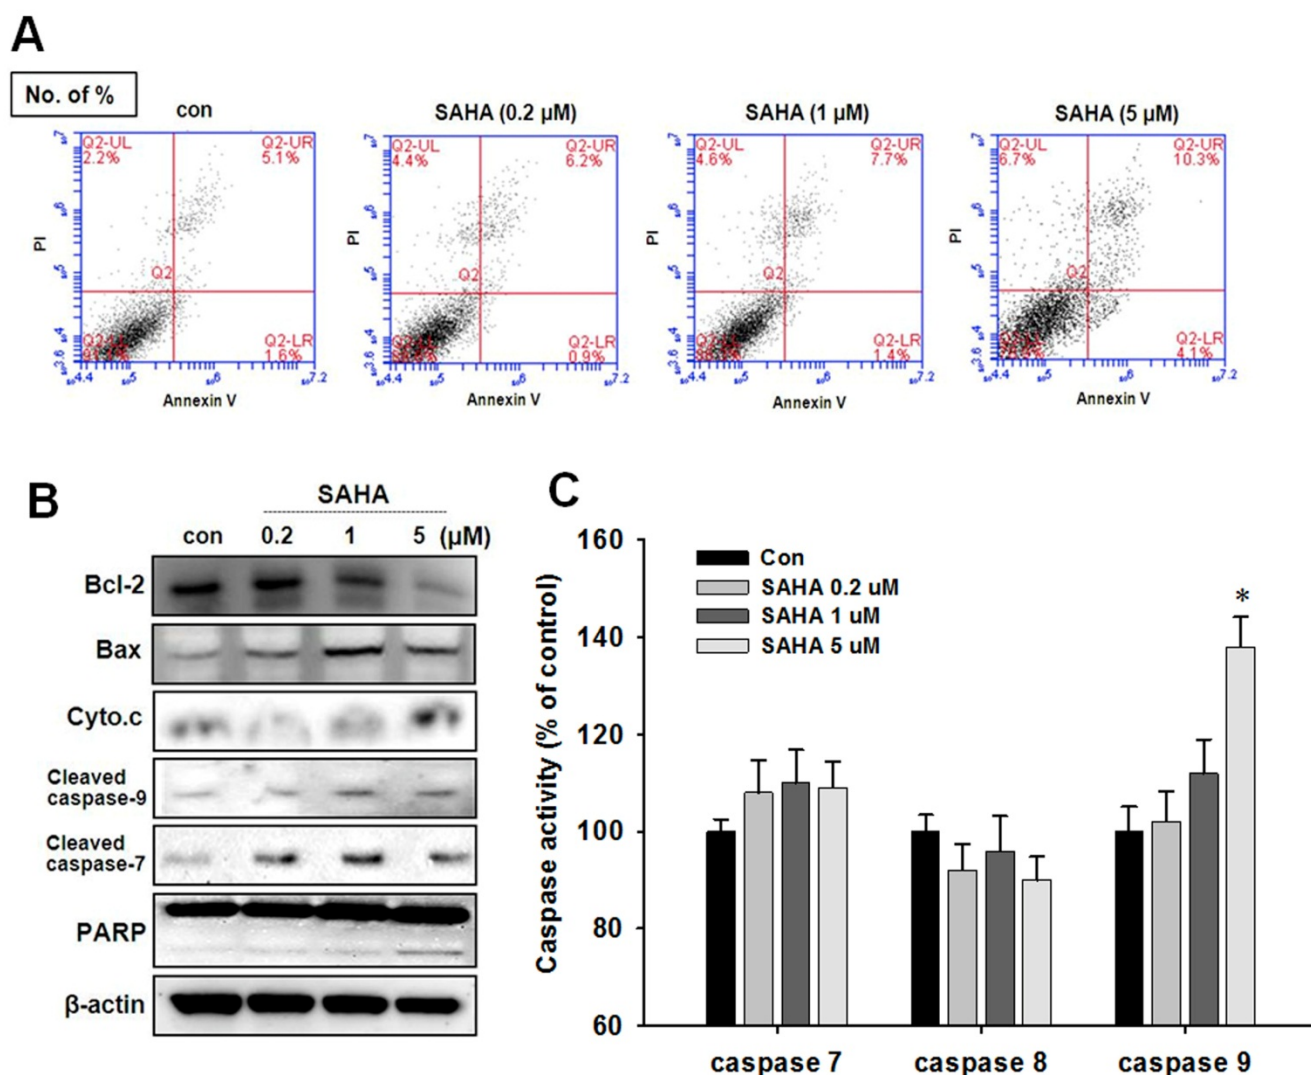 A
No. of %
con
SAHA (0.2 µM)
SAHA (1 µM)
SAHA (5 µM)
Q2-UL
2.2%
Q2-UR
5.1%
Q2
Q2-LR
1.6%
PI
Annexin V
Q2-UL
4.4%
Q2-UR
6.2%
Q2
Q2-LR
0.9%
PI
Annexin V
Q2-UL
4.6%
Q2-UR
7.7%
Q2
Q2-LR
1.4%
PI
Annexin V
Q2-UL
6.7%
Q2-UR
10.3%
Q2
Q2-LR
4.1%
PI
Annexin V
B
SAHA
con 0.2 1 5 (µM)
Bcl-2
Bax
Cyto.c
Cleaved
caspase-9
Cleaved
caspase-7
PARP
β-actin
C
Caspase activity (% of control)
160
140
120
100
80
60
Con
SAHA 0.2 uM
SAHA 1 uM
SAHA 5 uM
*
caspase 7 caspase 8 caspase 9